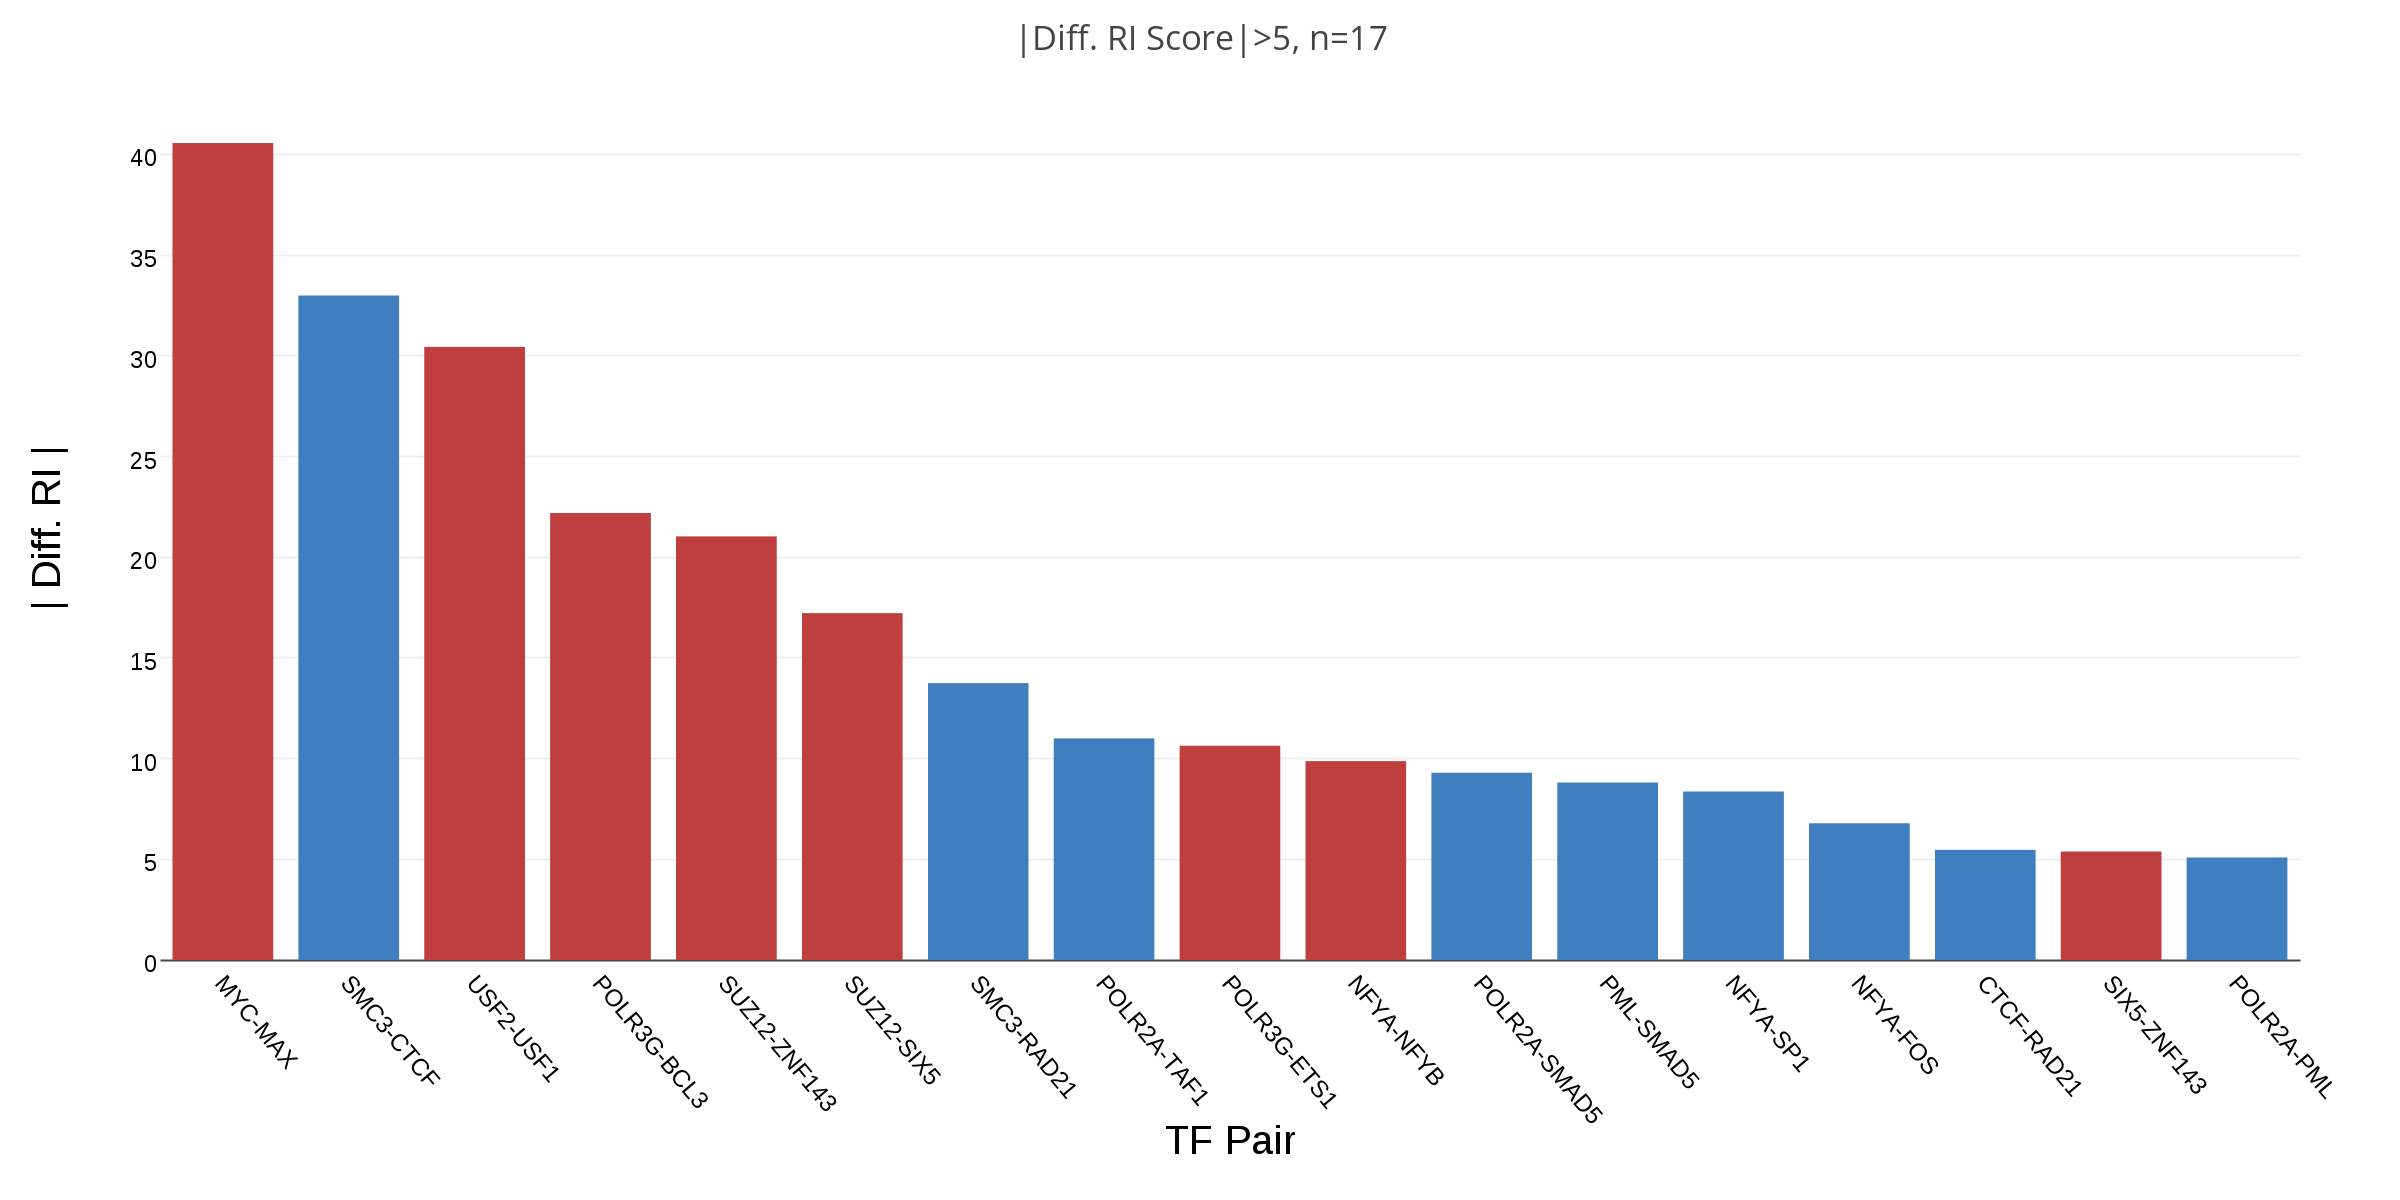 |Diff. RI Score|>5, n=17
| Diff. RI |
40
35
30
25
20
15
10
5
0
MYC-MAX
SMC3-CTCF
USF2-USF1
POLR3G-BCL3
SUZ12-ZNF143
SUZ12-SIX5
SMC3-RAD21
POLR2A-TAF1
POLR3G-ETS1
NFYA-NFYB
POLR2A-SMAD5
PML-SMAD5
NFYA-SP1
NFYA-FOS
CTCF-RAD21
SIX5-ZNF143
POLR2A-PML
TF Pair